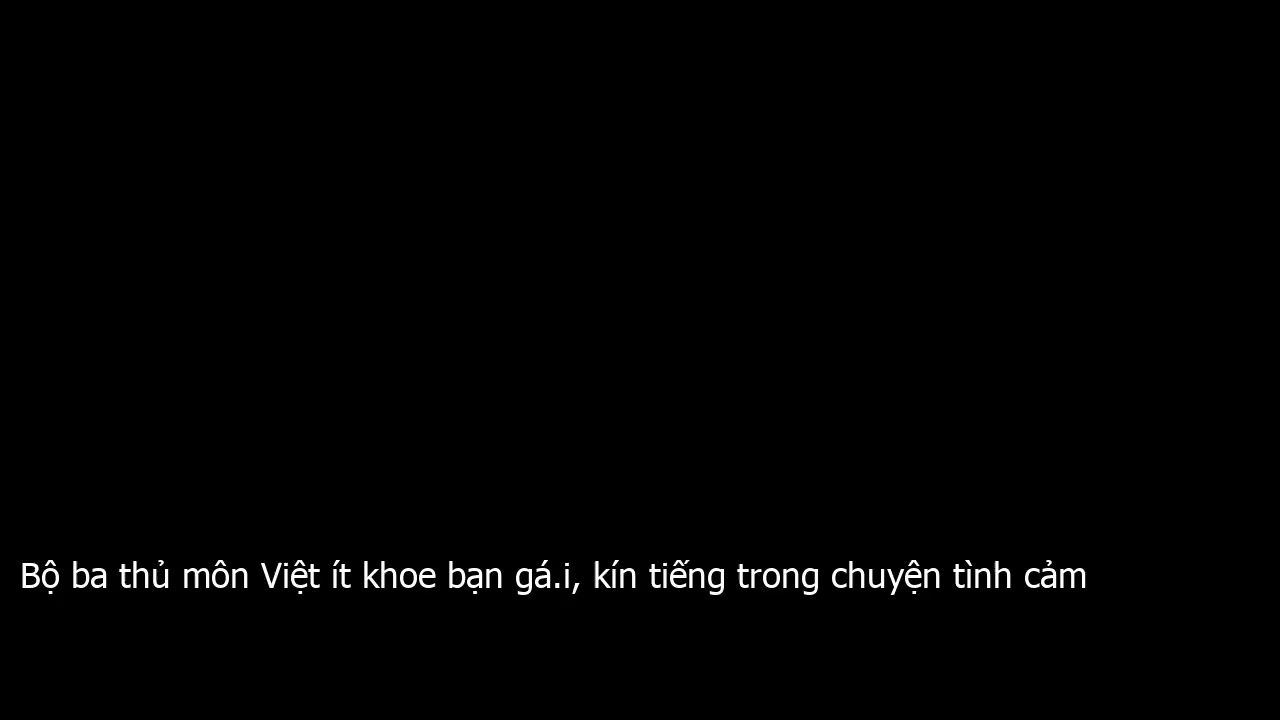 Bộ ba thủ môn Việt ít khoe bạn gá.i, kín tiếng trong chuyện tình cảm